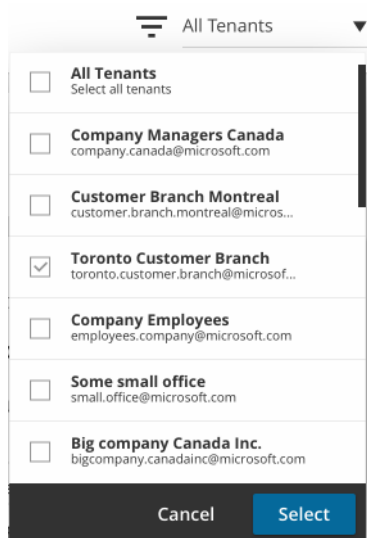 All Tenants
All Tenants
Select all tenants
Company Managers Canada
company.canada@microsoft.com
Customer Branch Montreal
customer.branch.montreal@micros...
Toronto Customer Branch
toronto.customer.branch@microsof...
Company Employees
employees.company@microsoft.com
Some small office
small.office@microsoft.com
Big company Canada Inc.
bigcompany.canadainc@microsoft.com
Cancel Select